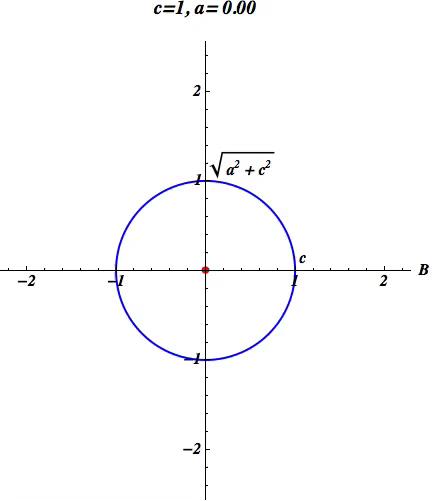 c=1, a= 0.00
2
√a² + c²
1
c
−2
−1
1
2
B
−1
−2